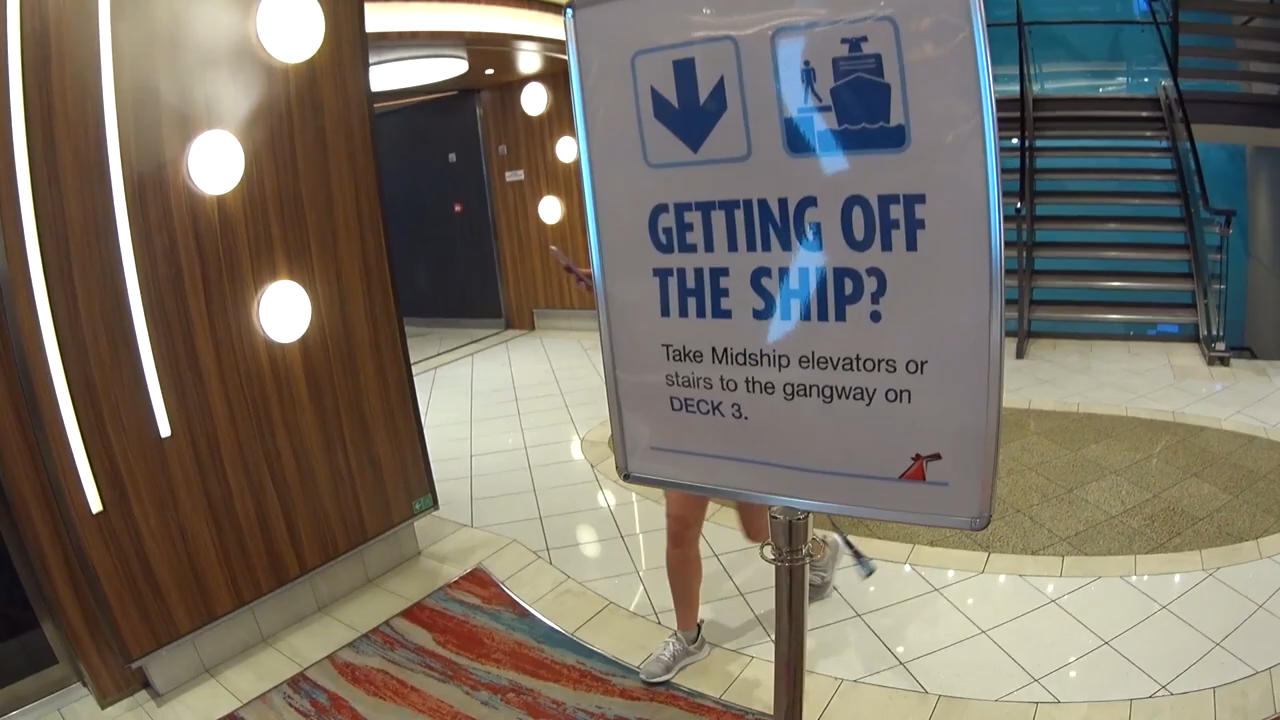 GETTING OFF
THE SHIP?
Take Midship elevators or
stairs to the gangway on
DECK 3.